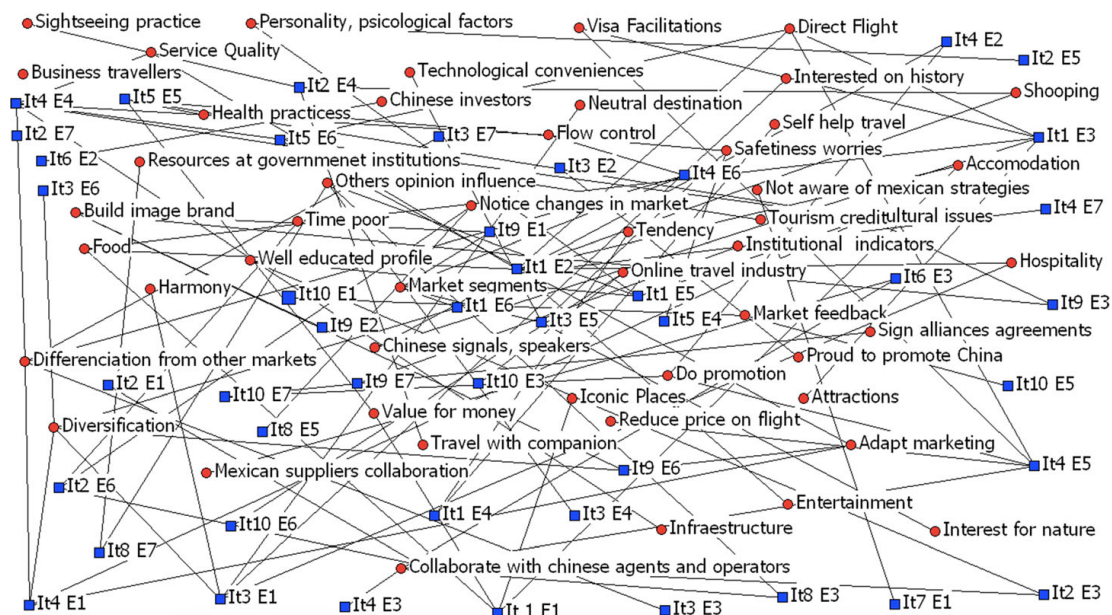 Sightseeing practice
Personality, psicological factors
Visa Facilitations
Direct Flight
It4 E2
Service Quality
It2 E5
Business travellers
Technological conveniences
Interested on history
It2 E4
Shooping
It4 E4
It5 E5
Chinese investors
Neutral destination
Health practicess
Self help travel
It2 E7
It5 E6
It3 E7
Flow control
It1 E3
Safetiness worries
It6 E2
Resources at governmenet institutions
It3 E2
It4 E6
Accomodation
It3 E6
Others opinion influence
Not aware of mexican strategies
Build image brand
Time poor
Notice changes in market
Tourism creditultural issues
It4 E7
It9 E1
Tendency
Food
Well educated profile
Institutional indicators
It1 E2
Online travel industry
Hospitality
Harmony
Market segments
It6 E3
It10 E1
It1 E6
It1 E5
It9 E3
It9 E2
It3 E5
It5 E4
Market feedback
Sign alliances agreements
Chinese signals, speakers
Differenciation from other markets
Proud to promote China
It2 E1
It9 E7
It10 E3
Do promotion
It10 E5
It10 E7
Iconic Places
Attractions
Diversification
It8 E5
Value for money
Reduce price on flight
Travel with companion
Adapt marketing
Mexican suppliers collaboration
It9 E6
It4 E5
It2 E6
Entertainment
It10 E6
It1 E4
It3 E4
Infraestructure
Interest for nature
It8 E7
Collaborate with chinese agents and operators
It4 E1
It3 E1
It4 E3
It 1 E1
It3 E3
It8 E3
It7 E1
It2 E3